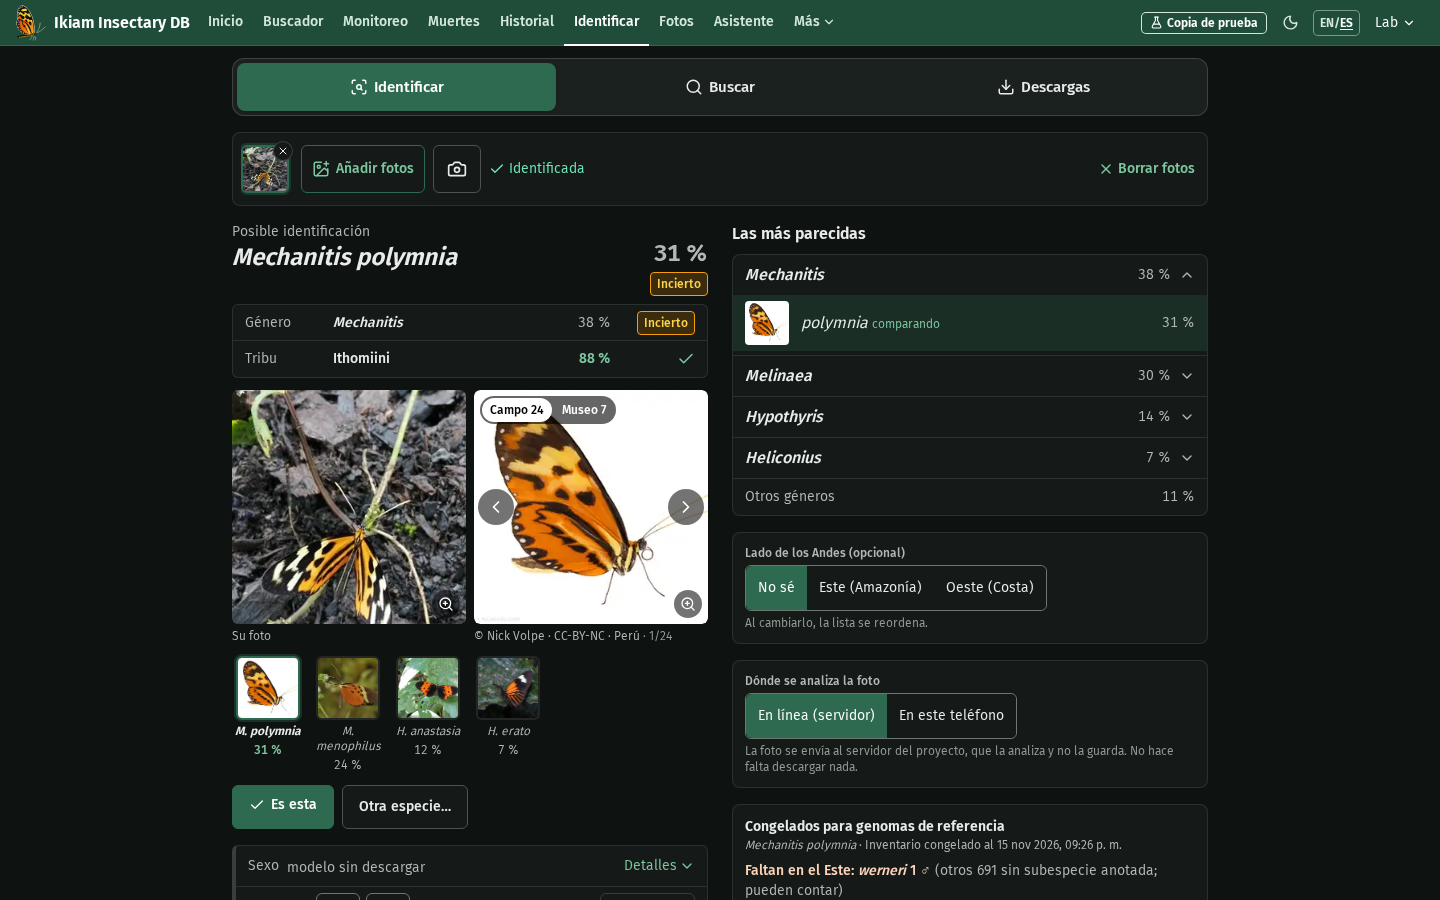 Ikiam Insectary DB
Inicio
Buscador
Monitoreo
Muertes
Historial
Identificar
Fotos
Asistente
Más
Copia de prueba
EN/ES
Lab
Identificar
Buscar
Descargas
Añadir fotos
Identificada
Borrar fotos
Posible identificación
Mechanitis polymnia
31 %
Incierto
Género Mechanitis 38 % Incierto
Tribu Ithomiini 88 %
Campo 24 Museo 7
Su foto
© Nick Volpe · CC-BY-NC · Perú · 1/24
M. polymnia
31 %
M. menophilus
24 %
H. anastasia
12 %
H. erato
7 %
Es esta
Otra especie...
Sexo modelo sin descargar Detalles
Las más parecidas
Mechanitis 38 %
polymnia comparando 31 %
Melinaea 30 %
Hypothyris 14 %
Heliconius 7 %
Otros géneros 11 %
Lado de los Andes (opcional)
No sé Este (Amazonía) Oeste (Costa)
Al cambiarlo, la lista se reordena.
Dónde se analiza la foto
En línea (servidor) En este teléfono
La foto se envía al servidor del proyecto, que la analiza y no la guarda. No hace
falta descargar nada.
Congelados para genomas de referencia
Mechanitis polymnia · Inventario congelado al 15 nov 2026, 09:26 p. m.
Faltan en el Este: werneri 1 ♂ (otros 691 sin subespecie anotada;
pueden contar)